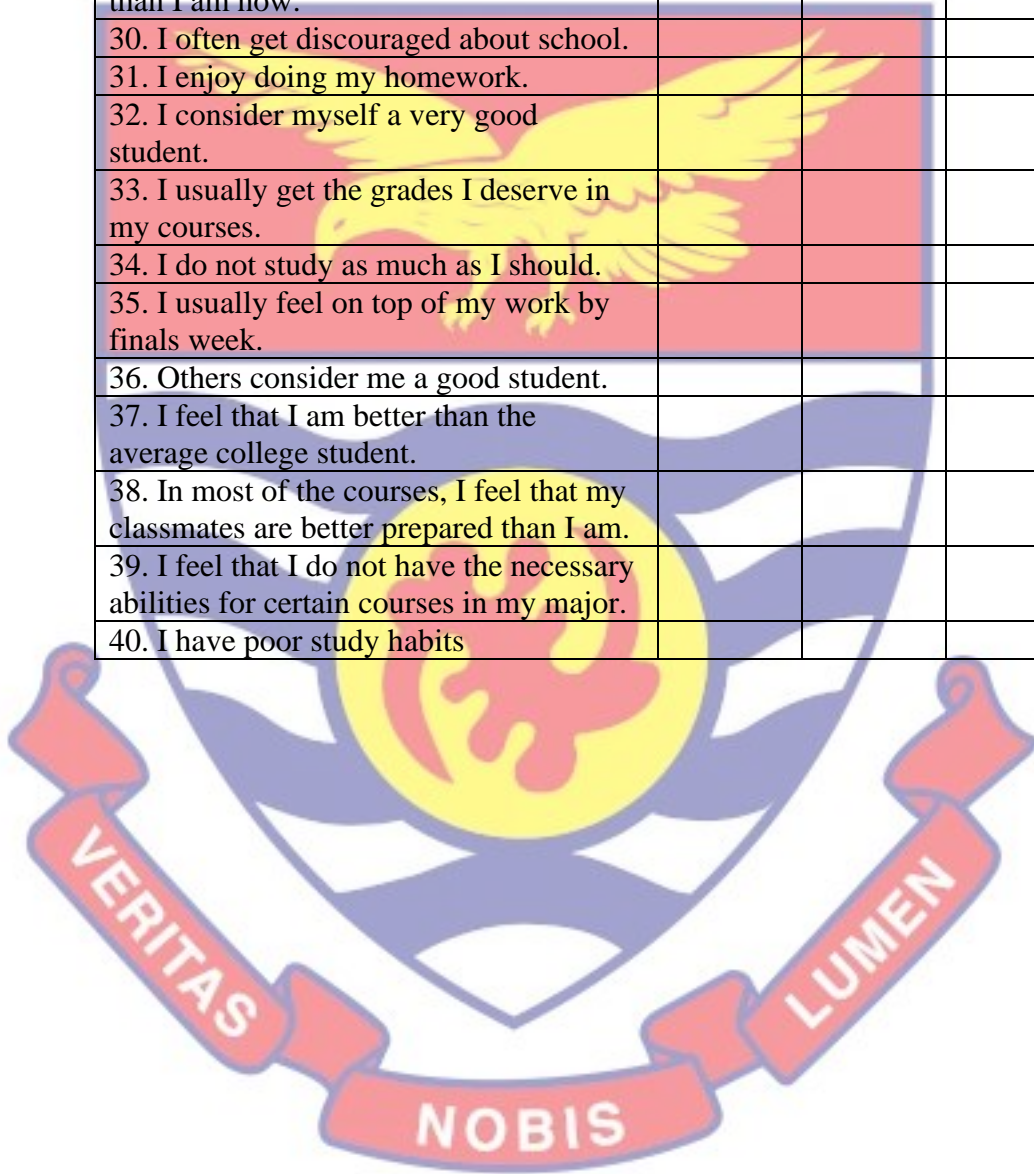 than I am now.
30. I often get discouraged about school.
31. I enjoy doing my homework.
32. I consider myself a very good
student.
33. I usually get the grades I deserve in
my courses.
34. I do not study as much as I should.
35. I usually feel on top of my work by
finals week.
36. Others consider me a good student.
37. I feel that I am better than the
average college student.
38. In most of the courses, I feel that my
classmates are better prepared than I am.
39. I feel that I do not have the necessary
abilities for certain courses in my major.
40. I have poor study habits
VERITAS
NOBIS
LUMEN